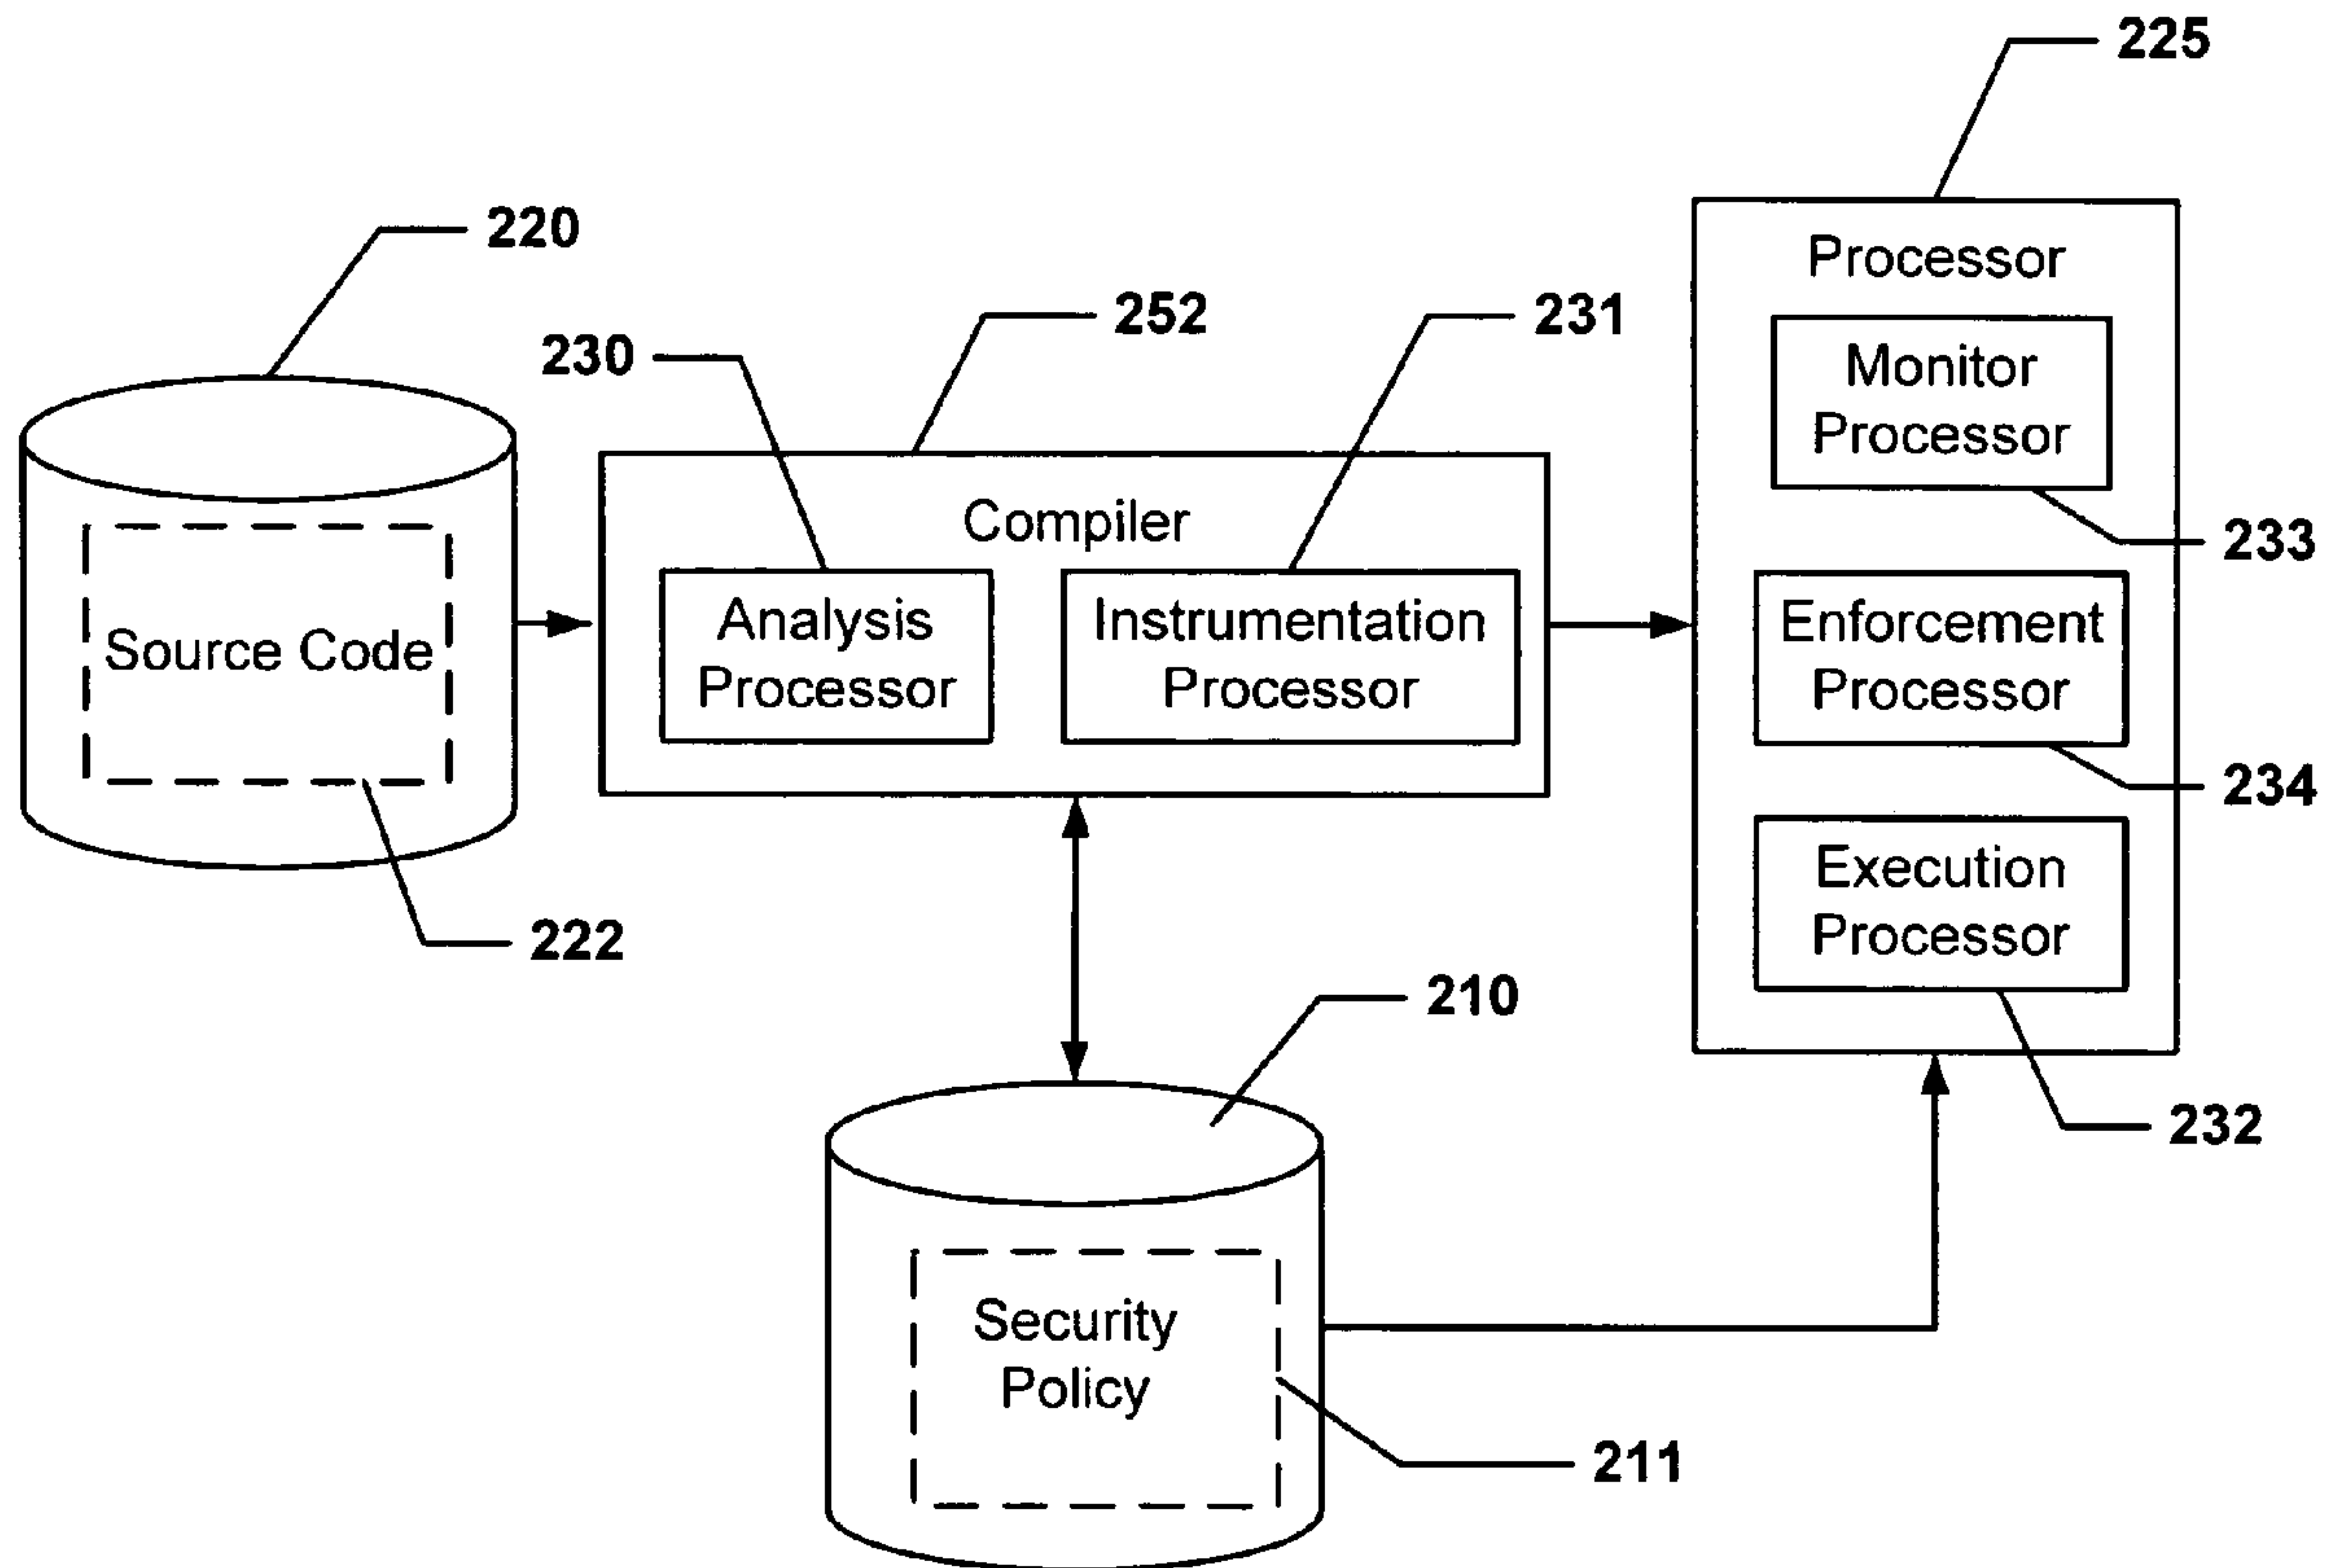 225
220
Processor
252
231
230
Monitor
Processor
Compiler
233
Analysis
Processor
Instrumentation
Processor
Enforcement
Processor
Source Code
234
Execution
Processor
222
210
232
Security
Policy
211